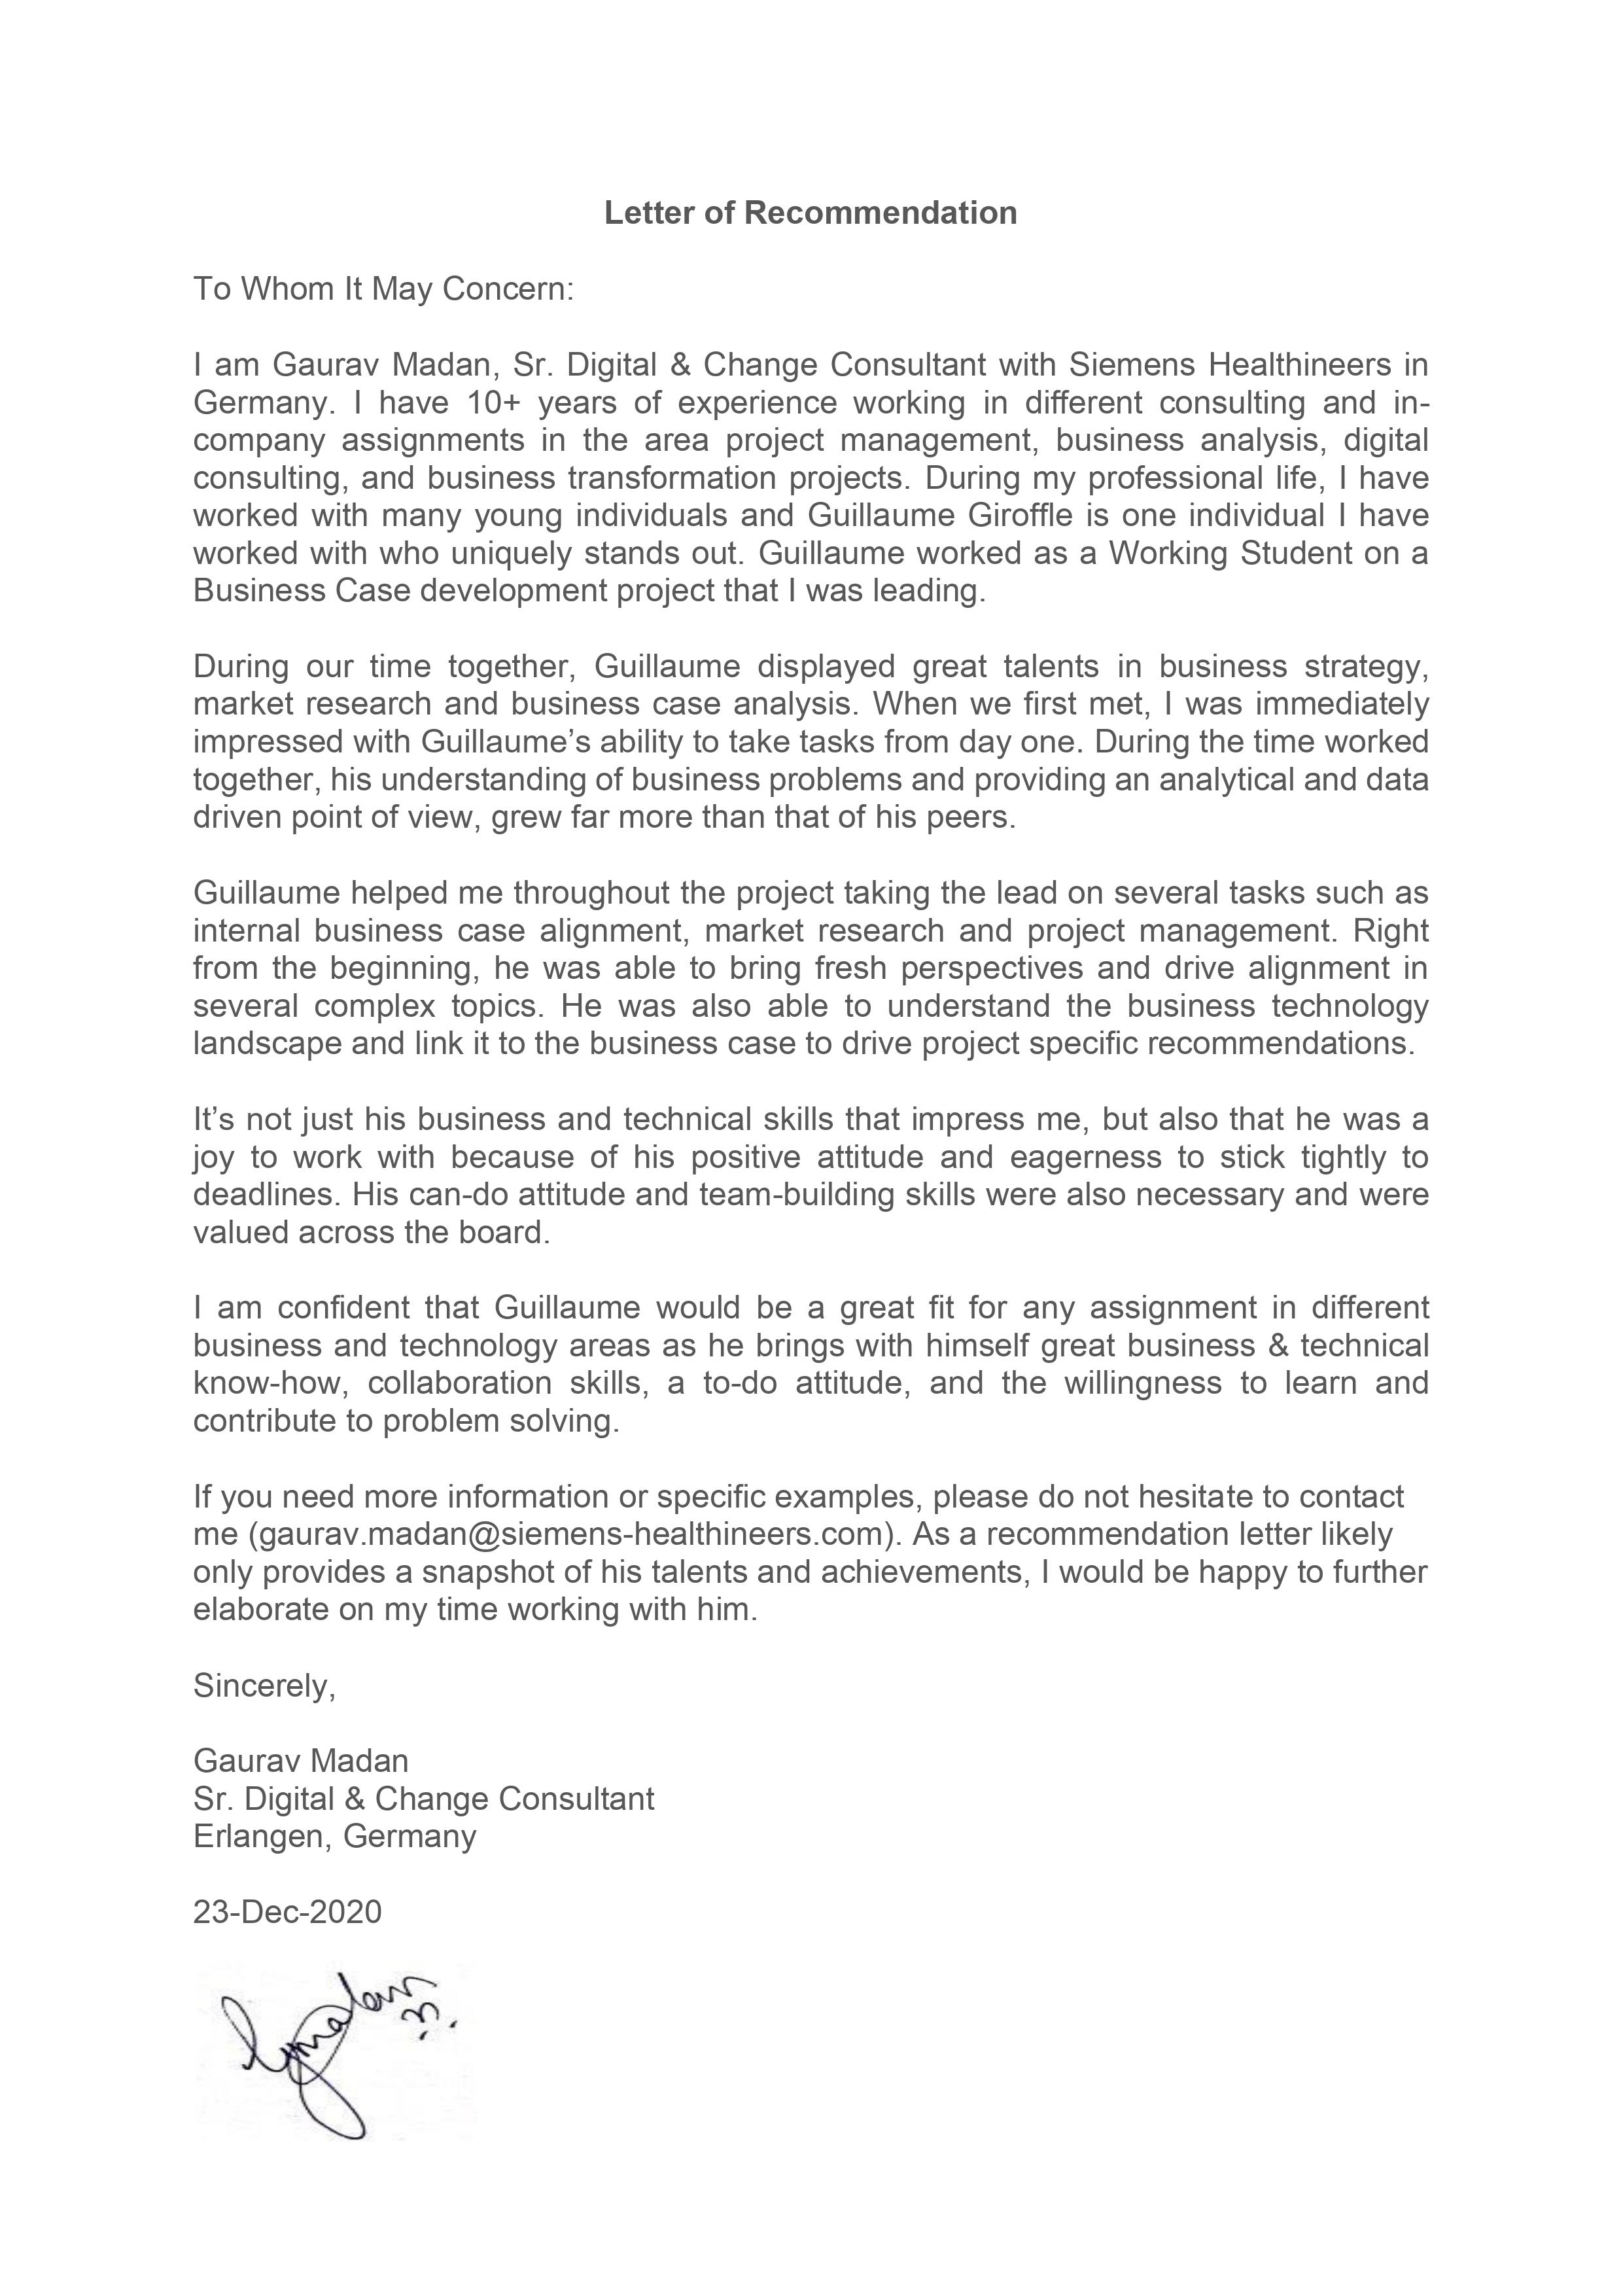 Letter of Recommendation
To Whom It May Concern:
I am Gaurav Madan, Sr. Digital & Change Consultant with Siemens Healthineers in
Germany. I have 10+ years of experience working in different consulting and in-
company assignments in the area project management, business analysis, digital
consulting, and business transformation projects. During my professional life, I have
worked with many young individuals and Guillaume Giroffle is one individual I have
worked with who uniquely stands out. Guillaume worked as a Working Student on a
Business Case development project that I was leading.
During our time together, Guillaume displayed great talents in business strategy,
market research and business case analysis. When we first met, I was immediately
impressed with Guillaume’s ability to take tasks from day one. During the time worked
together, his understanding of business problems and providing an analytical and data
driven point of view, grew far more than that of his peers.
Guillaume helped me throughout the project taking the lead on several tasks such as
internal business case alignment, market research and project management. Right
from the beginning, he was able to bring fresh perspectives and drive alignment in
several complex topics. He was also able to understand the business technology
landscape and link it to the business case to drive project specific recommendations.
It’s not just his business and technical skills that impress me, but also that he was a
joy to work with because of his positive attitude and eagerness to stick tightly to
deadlines. His can-do attitude and team-building skills were also necessary and were
valued across the board.
I am confident that Guillaume would be a great fit for any assignment in different
business and technology areas as he brings with himself great business & technical
know-how, collaboration skills, a to-do attitude, and the willingness to learn and
contribute to problem solving.
If you need more information or specific examples, please do not hesitate to contact
me (gaurav.madan@siemens-healthineers.com). As a recommendation letter likely
only provides a snapshot of his talents and achievements, I would be happy to further
elaborate on my time working with him.
Sincerely,
Gaurav Madan
Sr. Digital & Change Consultant
Erlangen, Germany
23-Dec-2020